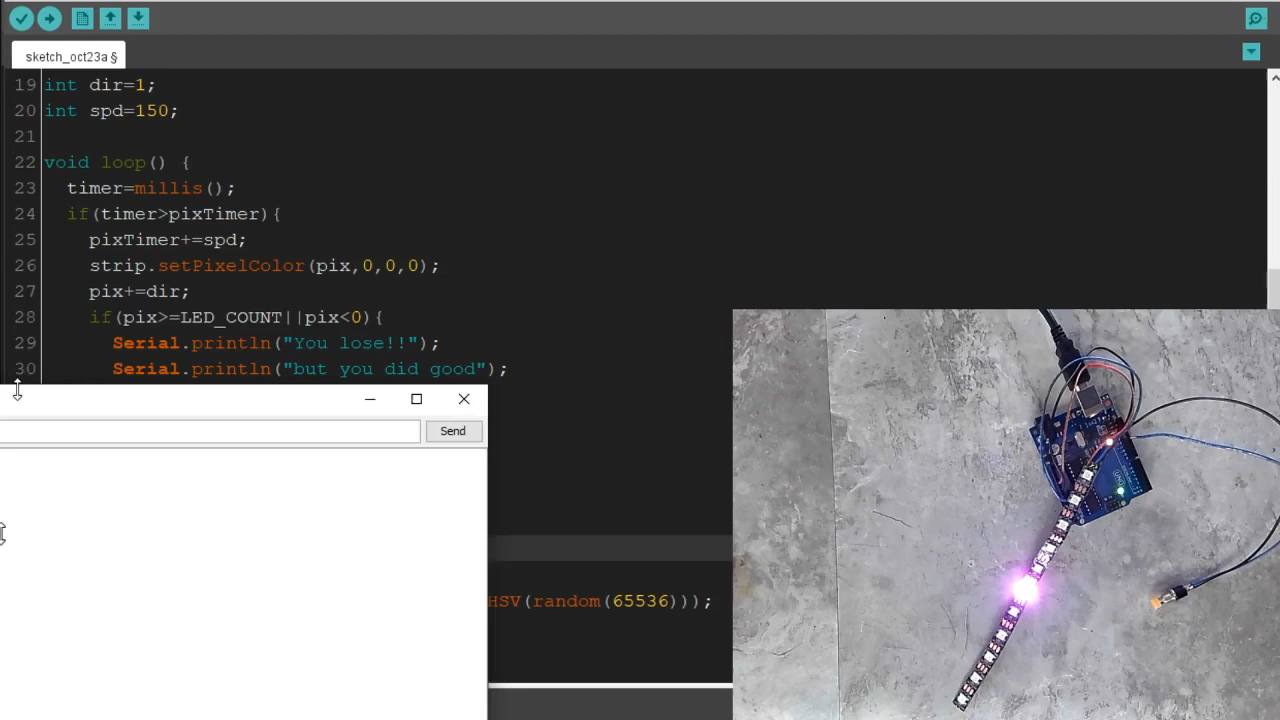 sketch_oct23a §
19 int dir=1;
20 int spd=150;
21
22 void loop() {
23 timer=millis();
24 if(timer>pixTimer){
25 pixTimer+=spd;
26 strip.setPixelColor(pix,0,0,0);
27 pix+=dir;
28 if(pix>=LED_COUNT||pix<0){
29 Serial.println("You lose!!");
30 Serial.println("but you did good");
Send
HSV(random(65536)));